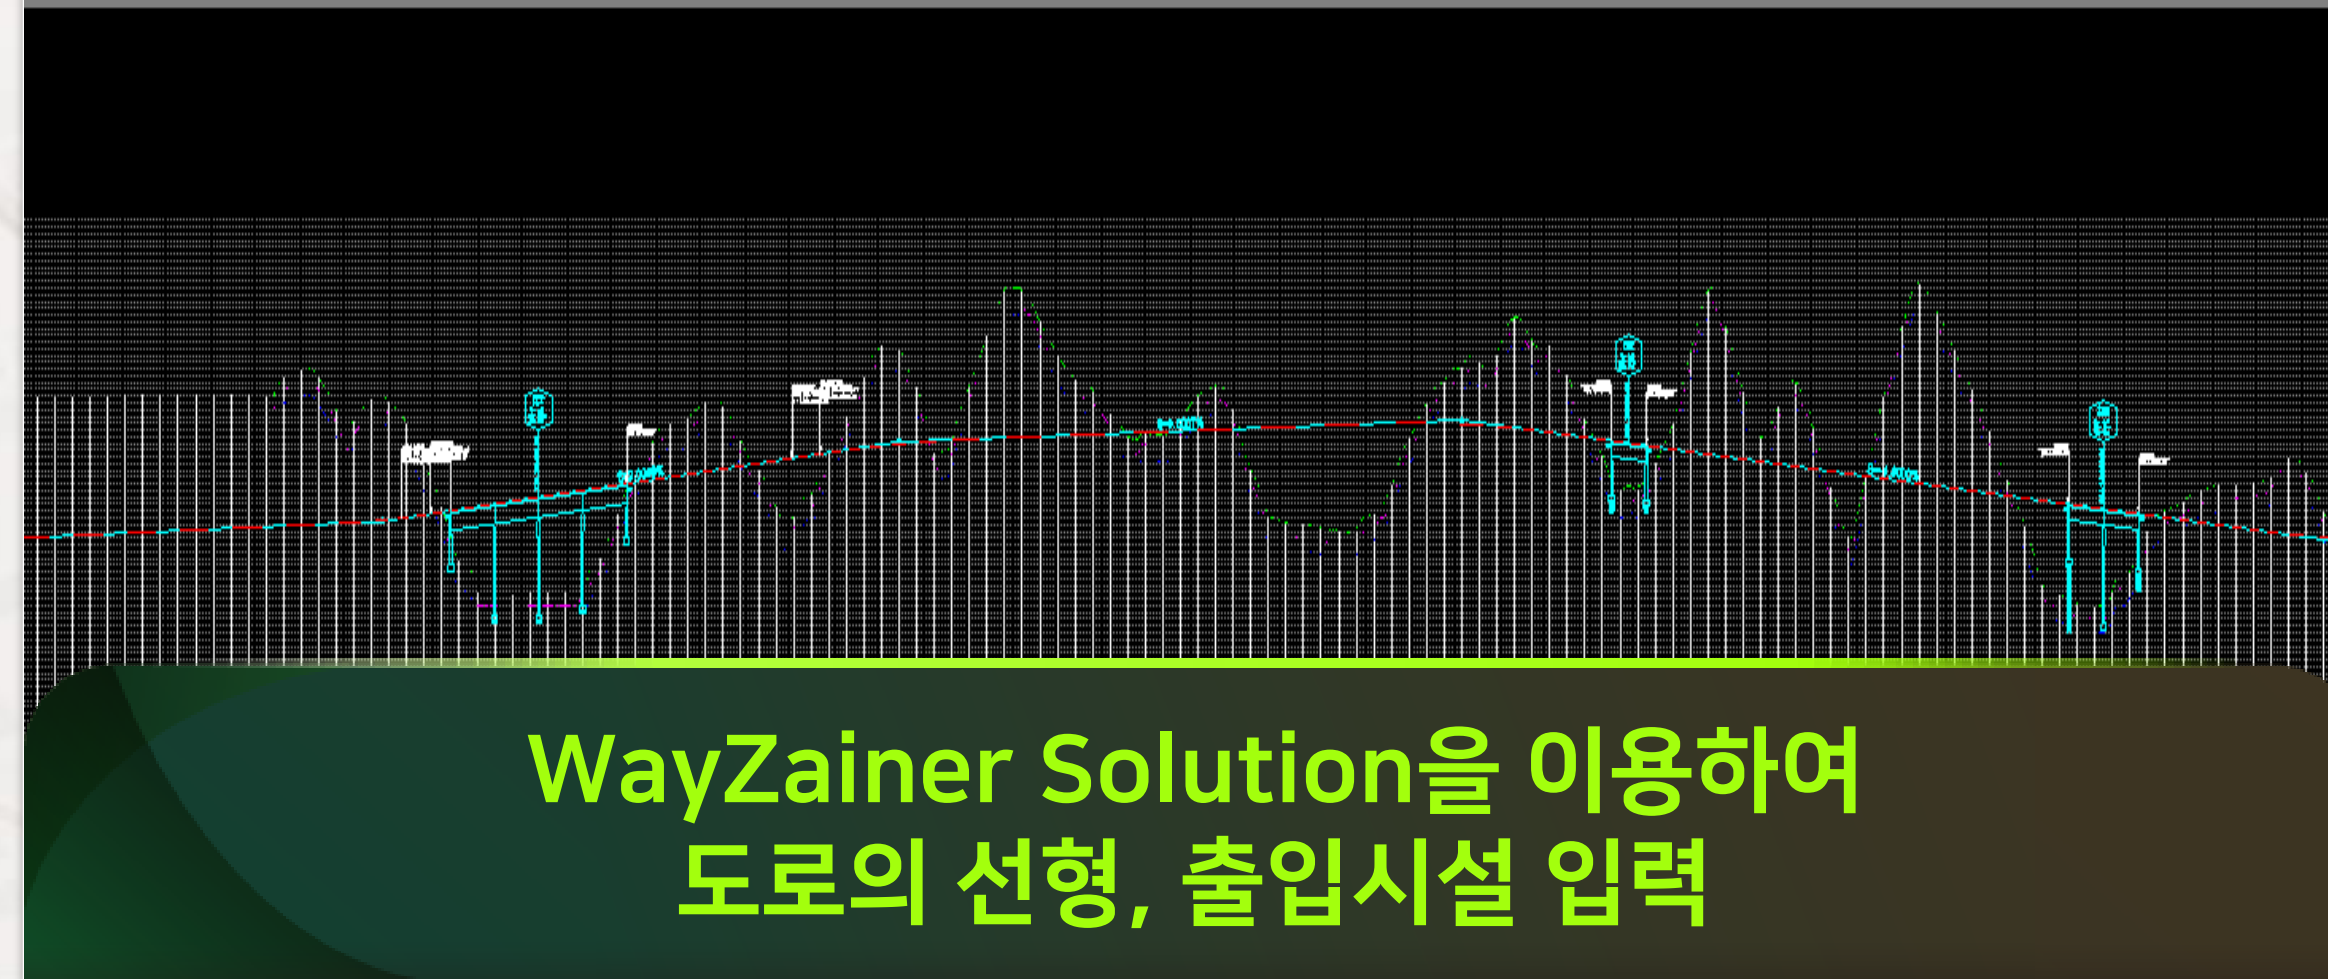 WayZainer Solution을 이용하여
도로의 선형, 출입시설 입력